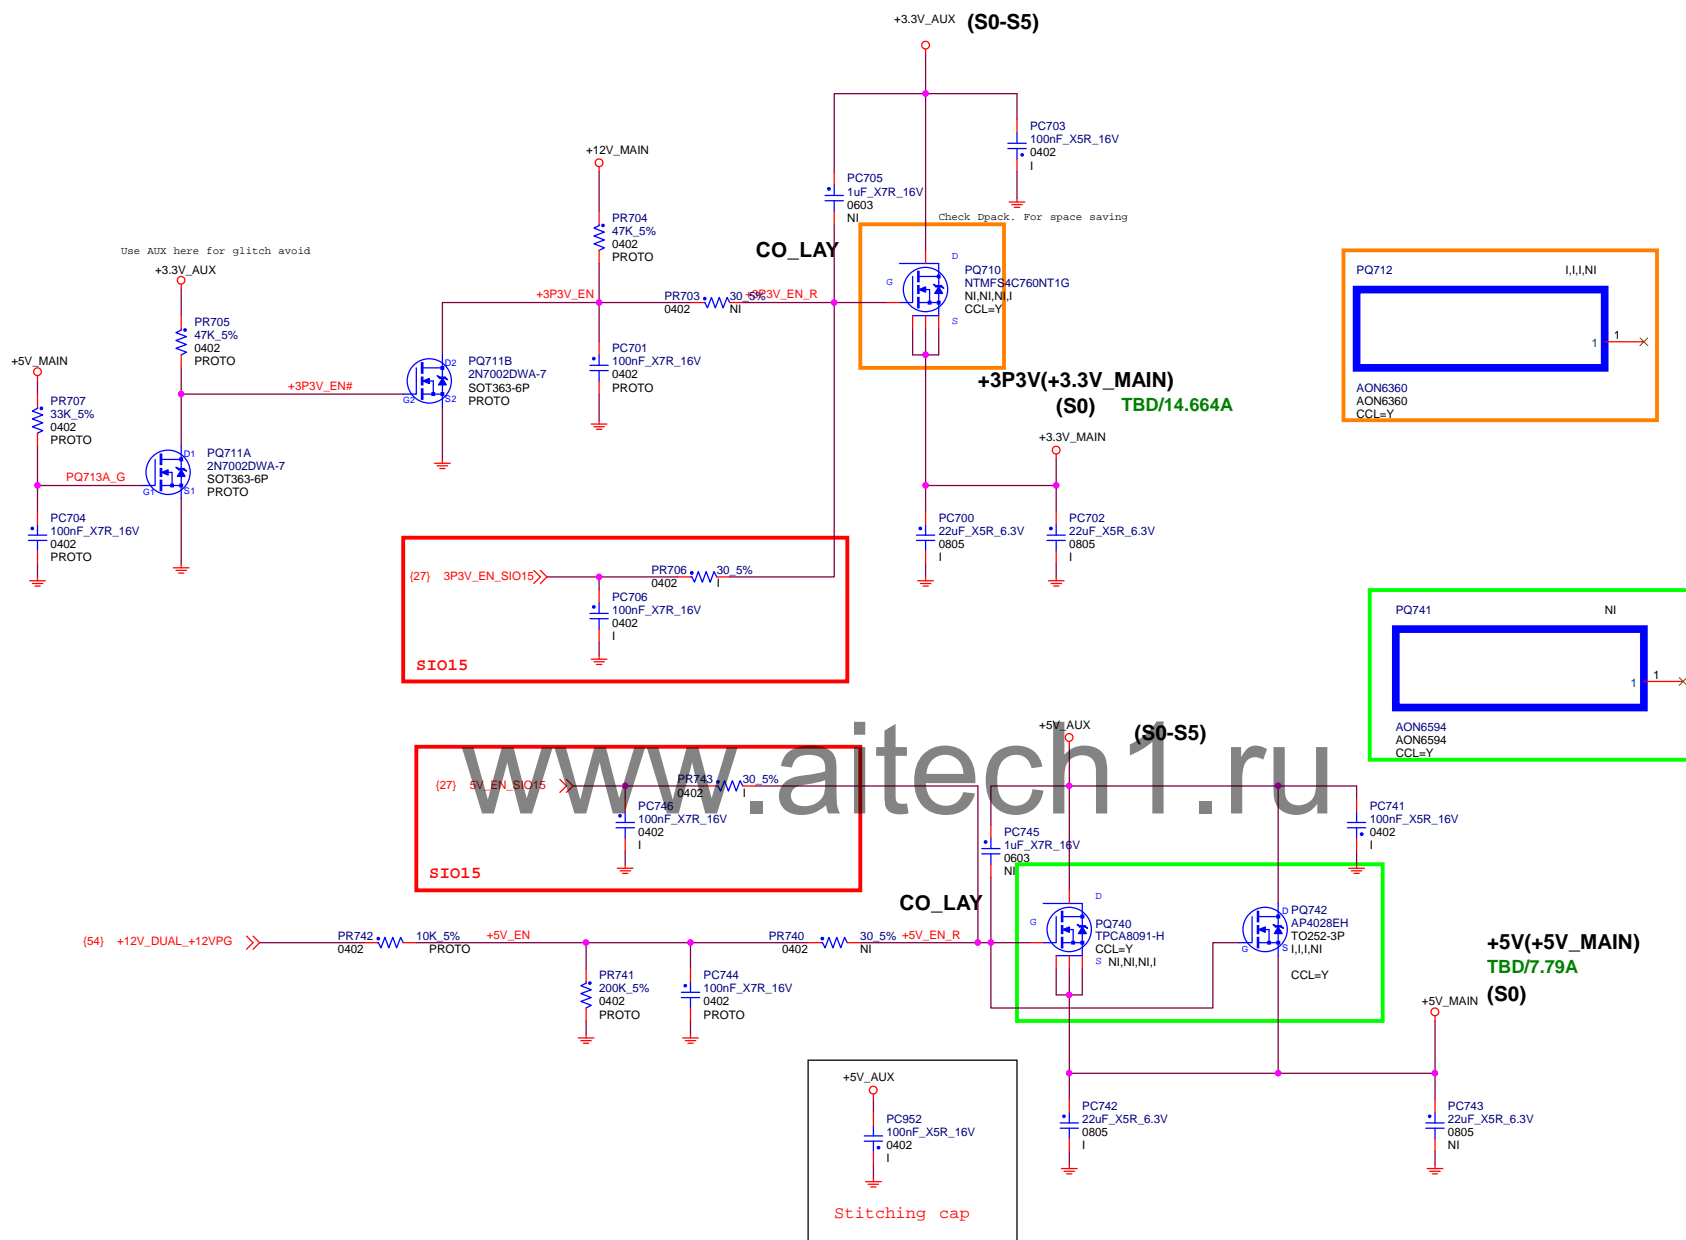 +3.3V_AUX (S0-S5)
PC703
100nF_X5R_16V
0402
I
+12V_MAIN
PC705
1uF_X7R_16V
0603
NI
Check Dpack. For space saving
PR704
47K_5%
0402
PROTO
CO_LAY
Use AUX here for glitch avoid
+3.3V_AUX
D
G
PQ710
NTMFS4C760NT1G
NI,NI,NI,I
CCL=Y
S
PQ712
I,I,I,NI
1
1
AON6360
AON6360
CCL=Y
+3P3V_EN
PR703
0402
30_5%
NI
+3P3V_EN_R
PR705
47K_5%
0402
PROTO
+5V_MAIN
PC701
100nF_X7R_16V
0402
PROTO
D2
G2
S2
PQ711B
2N7002DWA-7
SOT363-6P
PROTO
+3P3V_EN#
+3P3V(+3.3V_MAIN)
(S0) TBD/14.664A
PR707
33K_5%
0402
PROTO
+3.3V_MAIN
D1
G1
S1
PQ711A
2N7002DWA-7
SOT363-6P
PROTO
PQ713A_G
PC704
100nF_X7R_16V
0402
PROTO
PC700
22uF_X5R_6.3V
0805
I
PC702
22uF_X5R_6.3V
0805
I
{27} 3P3V_EN_SIO15
PR706
0402
30_5%
I
PC706
100nF_X7R_16V
0402
I
SIO15
PQ741
NI
1
1
AON6594
AON6594
CCL=Y
www.aitech1.ru
+5V_AUX
(S0-S5)
{27} 5V_EN_SIO15
PR743
0402
30_5%
I
PC746
100nF_X7R_16V
0402
I
SIO15
PC745
1uF_X7R_16V
0603
NI
PC741
100nF_X5R_16V
0402
I
CO_LAY
D
G
PQ740
TPCA8091-H
CCL=Y
S NI,NI,NI,I
D
G
S
PQ742
AP4028EH
TO252-3P
I,I,I,NI
CCL=Y
+5V(+5V_MAIN)
TBD/7.79A
(S0)
{54} +12V_DUAL_+12VPG
PR742
0402
10K_5%
PROTO
+5V_EN
PR740
0402
30_5%
NI
+5V_EN_R
PR741
200K_5%
0402
PROTO
PC744
100nF_X7R_16V
0402
PROTO
+5V_MAIN
+5V_AUX
PC952
100nF_X5R_16V
0402
I
Stitching cap
PC742
22uF_X5R_6.3V
0805
I
PC743
22uF_X5R_6.3V
0805
NI